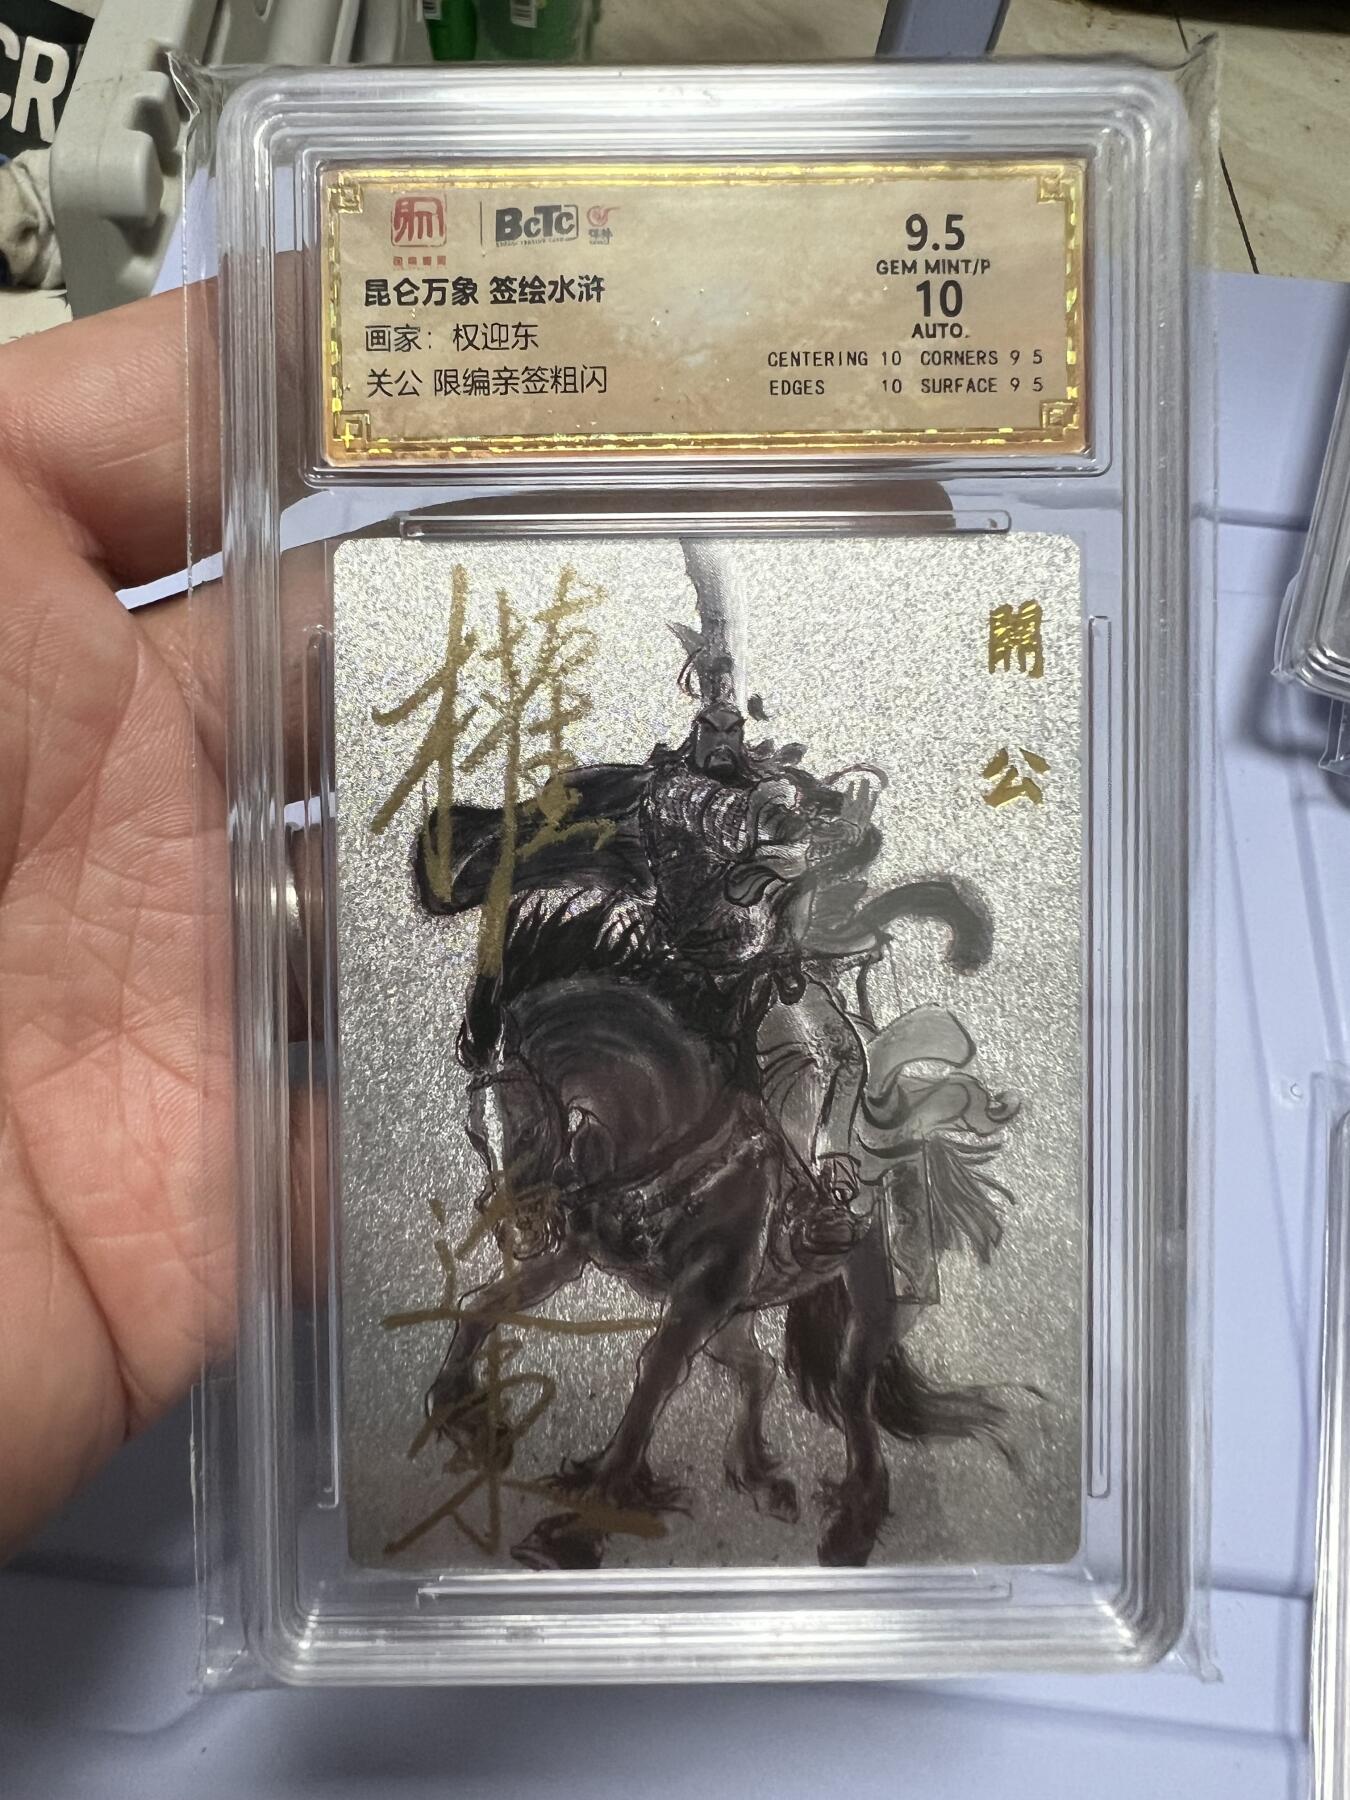 CR
BCTC
昆仑万象 签绘水浒
画家：权迎东
关公 限编亲签粗闪
9.5
GEM MINT/P
10
AUTO.
CENTERING 10 CORNERS 9 5
EDGES 10 SURFACE 9 5
關公
權迎東